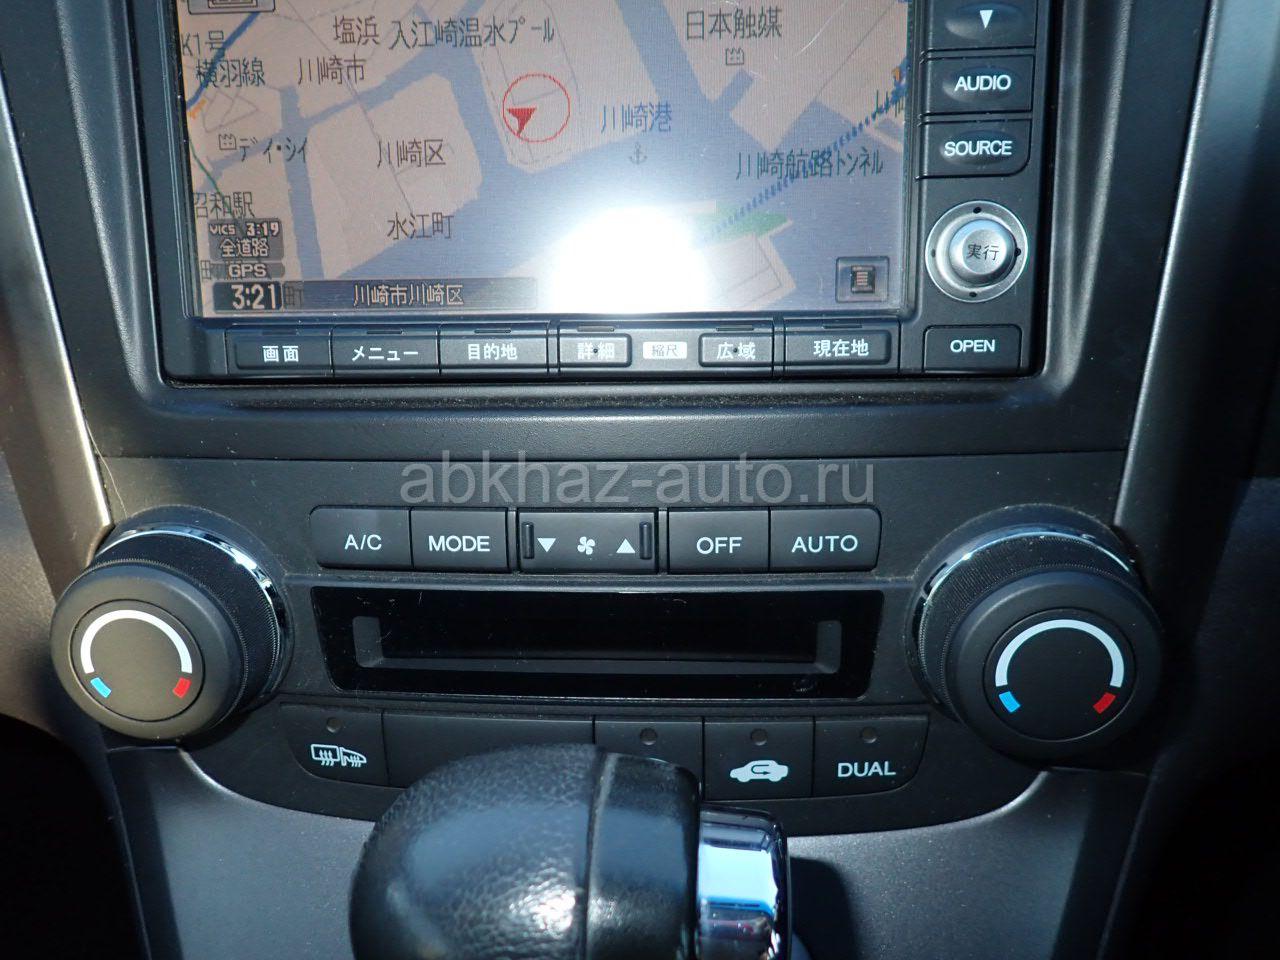 塩浜 入江崎温水プール 日本触媒
K1号
横羽線 川崎市
AUDIO
川崎港
デイ・シイ 川崎区
SOURCE
川崎航路トンネル
昭和駅
水江町
VICS 3:19
全道路
GPS
実行
3:21 町 川崎市川崎区
画面 メニュー 目的地 詳細 縮尺 広域 現在地 OPEN
abkhaz-auto.ru
A/C MODE OFF AUTO
DUAL